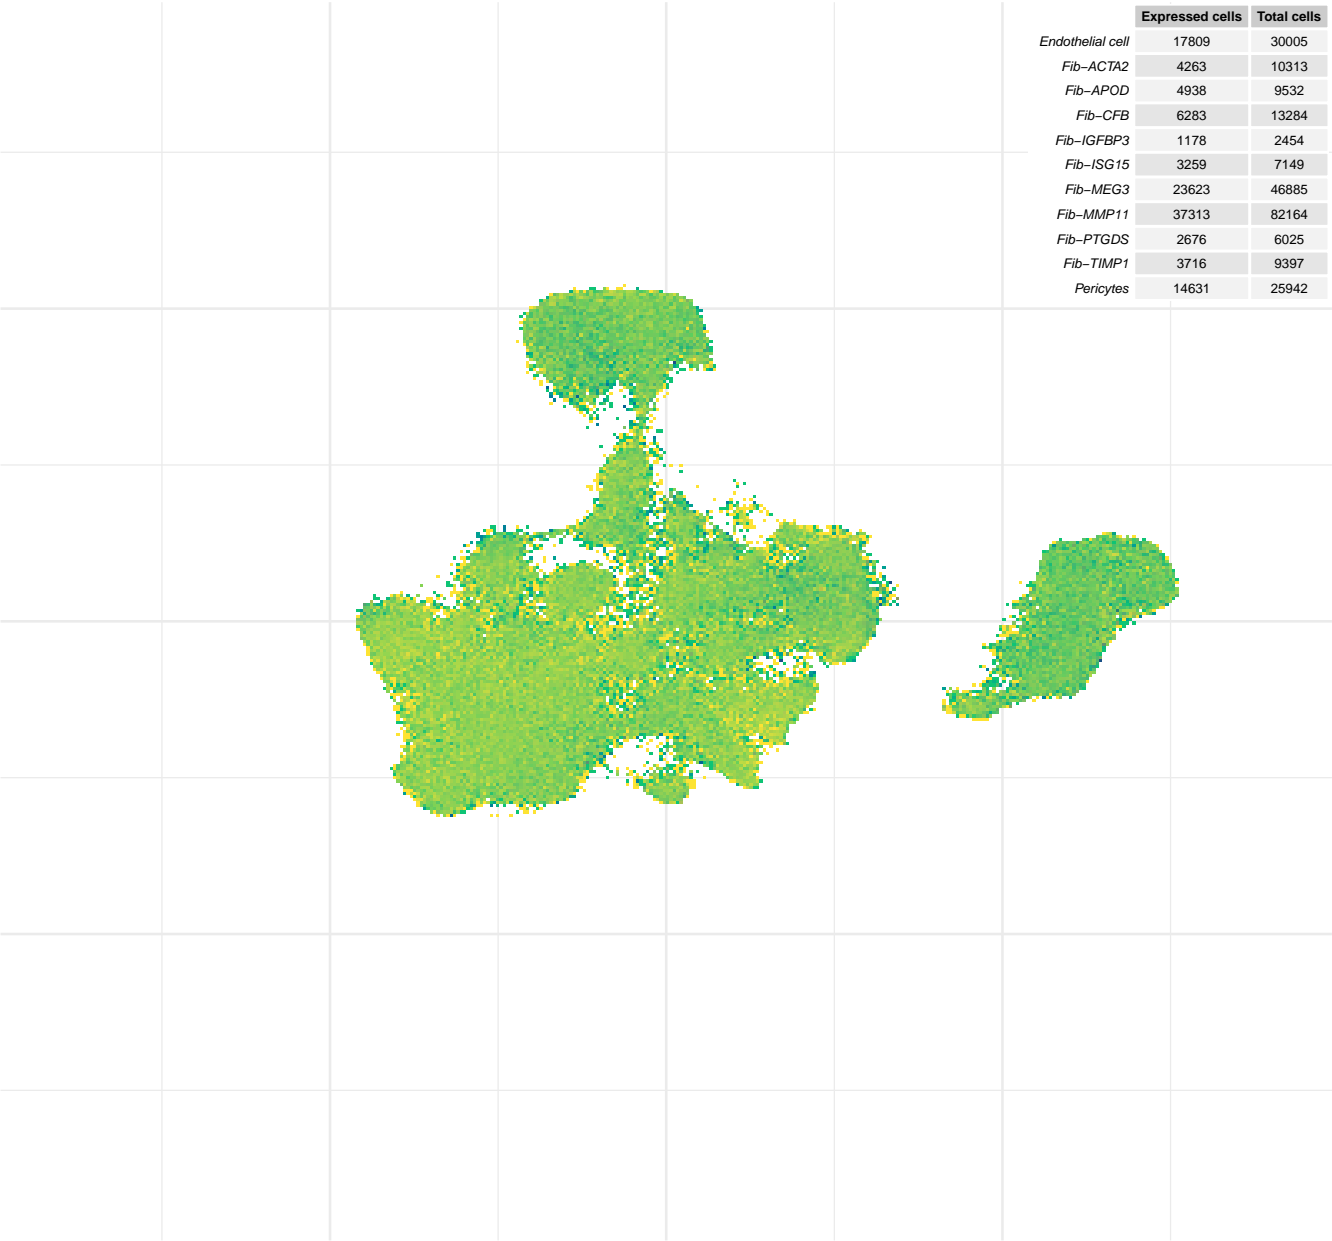 Expressed cells Total cells
Endothelial cell 17809 30005
Fib−ACTA2 4263 10313
Fib−APOD 4938 9532
Fib−CFB 6283 13284
Fib−IGFBP3 1178 2454
Fib−ISG15 3259 7149
Fib−MEG3 23623 46885
Fib−MMP11 37313 82164
Fib−PTGDS 2676 6025
Fib−TIMP1 3716 9397
Pericytes 14631 25942